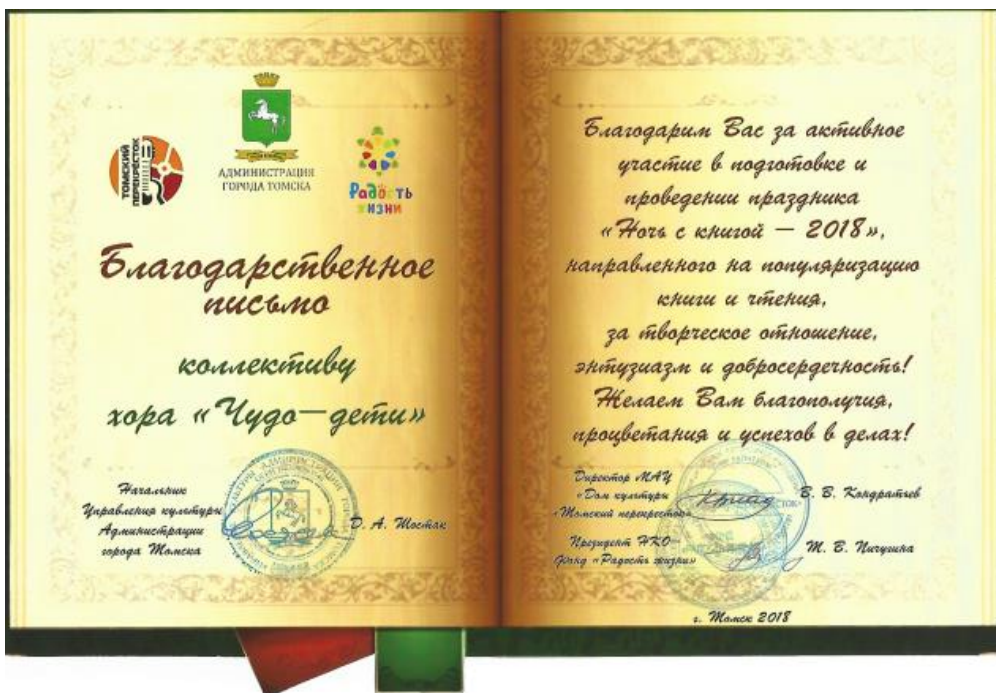 ТОМСКИЙ
ПЕРЕКРЁСТОК
АДМИНИСТРАЦИЯ
ГОРОДА ТОМСКА
Радость
жизни
Благодарственное
письмо
коллективу
хора «Чудо—дети»
Начальник
Управления культуры
Администрации
города Томска
Д. А. Шостак
Благодарим Вас за активное
участие в подготовке и
проведении праздника
«Ночь с книгой — 2018»,
направленного на популяризацию
книги и чтения,
за творческое отношение,
энтузиазм и добросердечность!
Желаем Вам благополучия,
процветания и успехов в делах!
Директор МАУ
«Дом культуры
«Томский перекресток»
В. В. Кондратьев
Президент НКО
Фонд «Радость жизни»
Т. В. Пичугина
г. Томск 2018